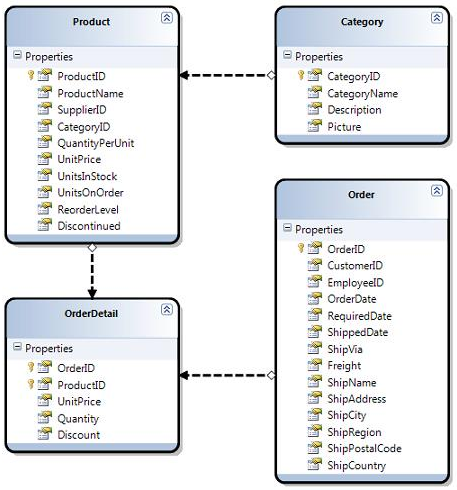 Product
Properties
ProductID
ProductName
SupplierID
CategoryID
QuantityPerUnit
UnitPrice
UnitsInStock
UnitsOnOrder
ReorderLevel
Discontinued
Category
Properties
CategoryID
CategoryName
Description
Picture
OrderDetail
Properties
OrderID
ProductID
UnitPrice
Quantity
Discount
Order
Properties
OrderID
CustomerID
EmployeeID
OrderDate
RequiredDate
ShippedDate
ShipVia
Freight
ShipName
ShipAddress
ShipCity
ShipRegion
ShipPostalCode
ShipCountry